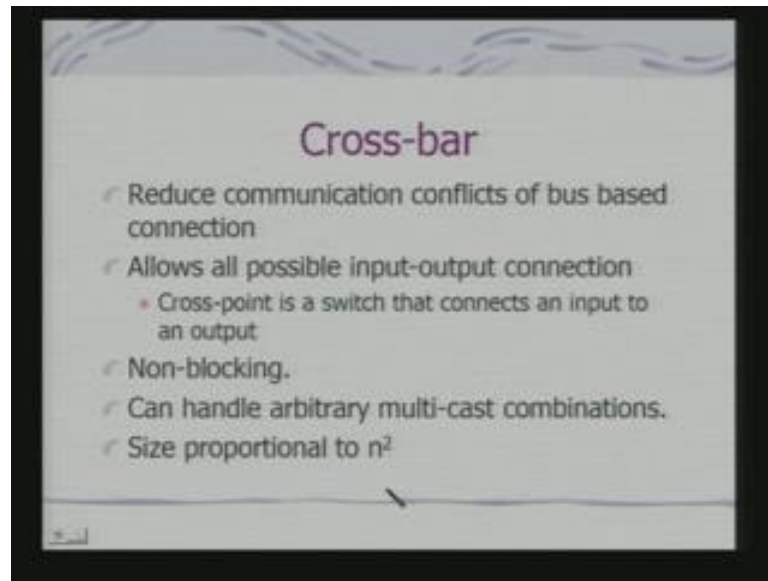 Cross-bar
Reduce communication conflicts of bus based
connection
Allows all possible input-output connection
Cross-point is a switch that connects an input to
an output
Non-blocking.
Can handle arbitrary multi-cast combinations.
Size proportional to n²